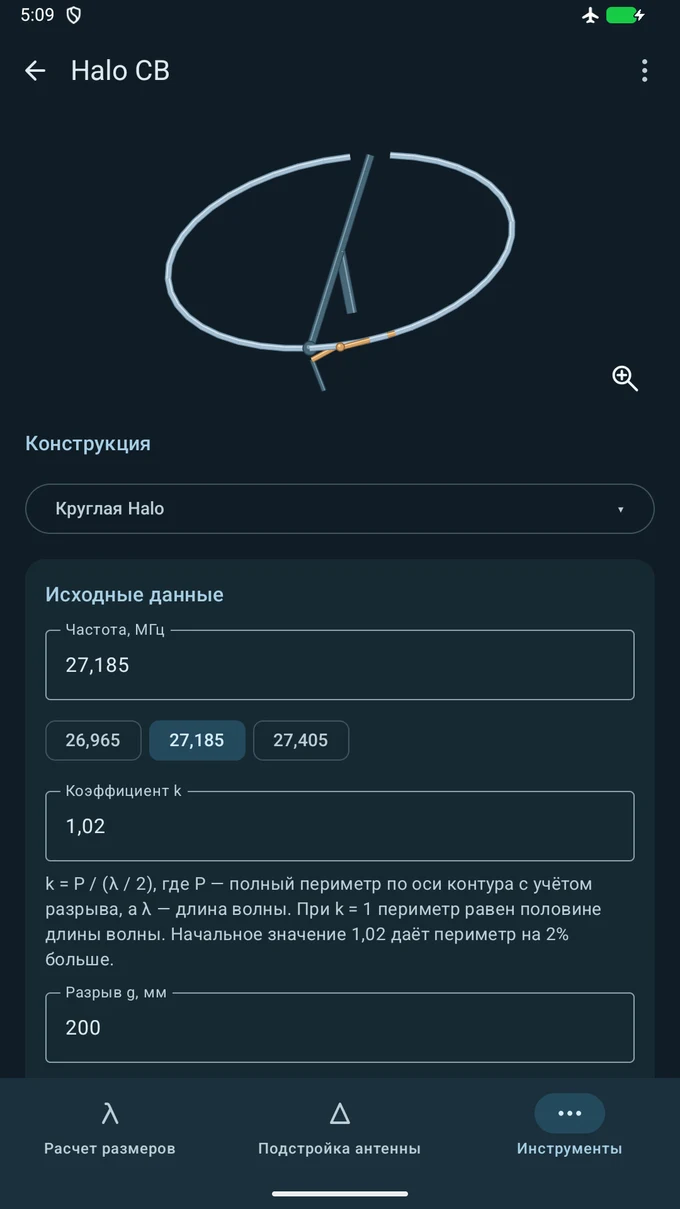 5:09
Halo CB
Конструкция
Круглая Halo
Исходные данные
Частота, МГц
27,185
26,965 27,185 27,405
Коэффициент k
1,02
k = P / (λ / 2), где P — полный периметр по оси контура с учётом
разрыва, а λ — длина волны. При k = 1 периметр равен половине
длины волны. Начальное значение 1,02 даёт периметр на 2%
больше.
Разрыв g, мм
200
λ Δ
Расчет размеров Подстройка антенны Инструменты